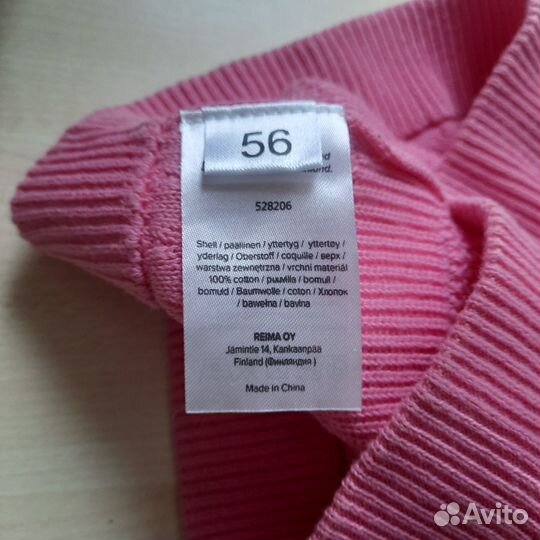 56
528206
Shell / päällinen / yttertyg / yttertøy /
yderlag / Oberstoff / coquille / верх /
warstwa zewnętrzna / vrchní materiál
100% cotton / puuvilla / bomull /
bomuld / Baumwolle / coton / Хлопок
/ bawełna / bavlna
REIMA OY
Jämintie 14, Kankaanpää
Finland (Финляндия )
Made in China
Avito